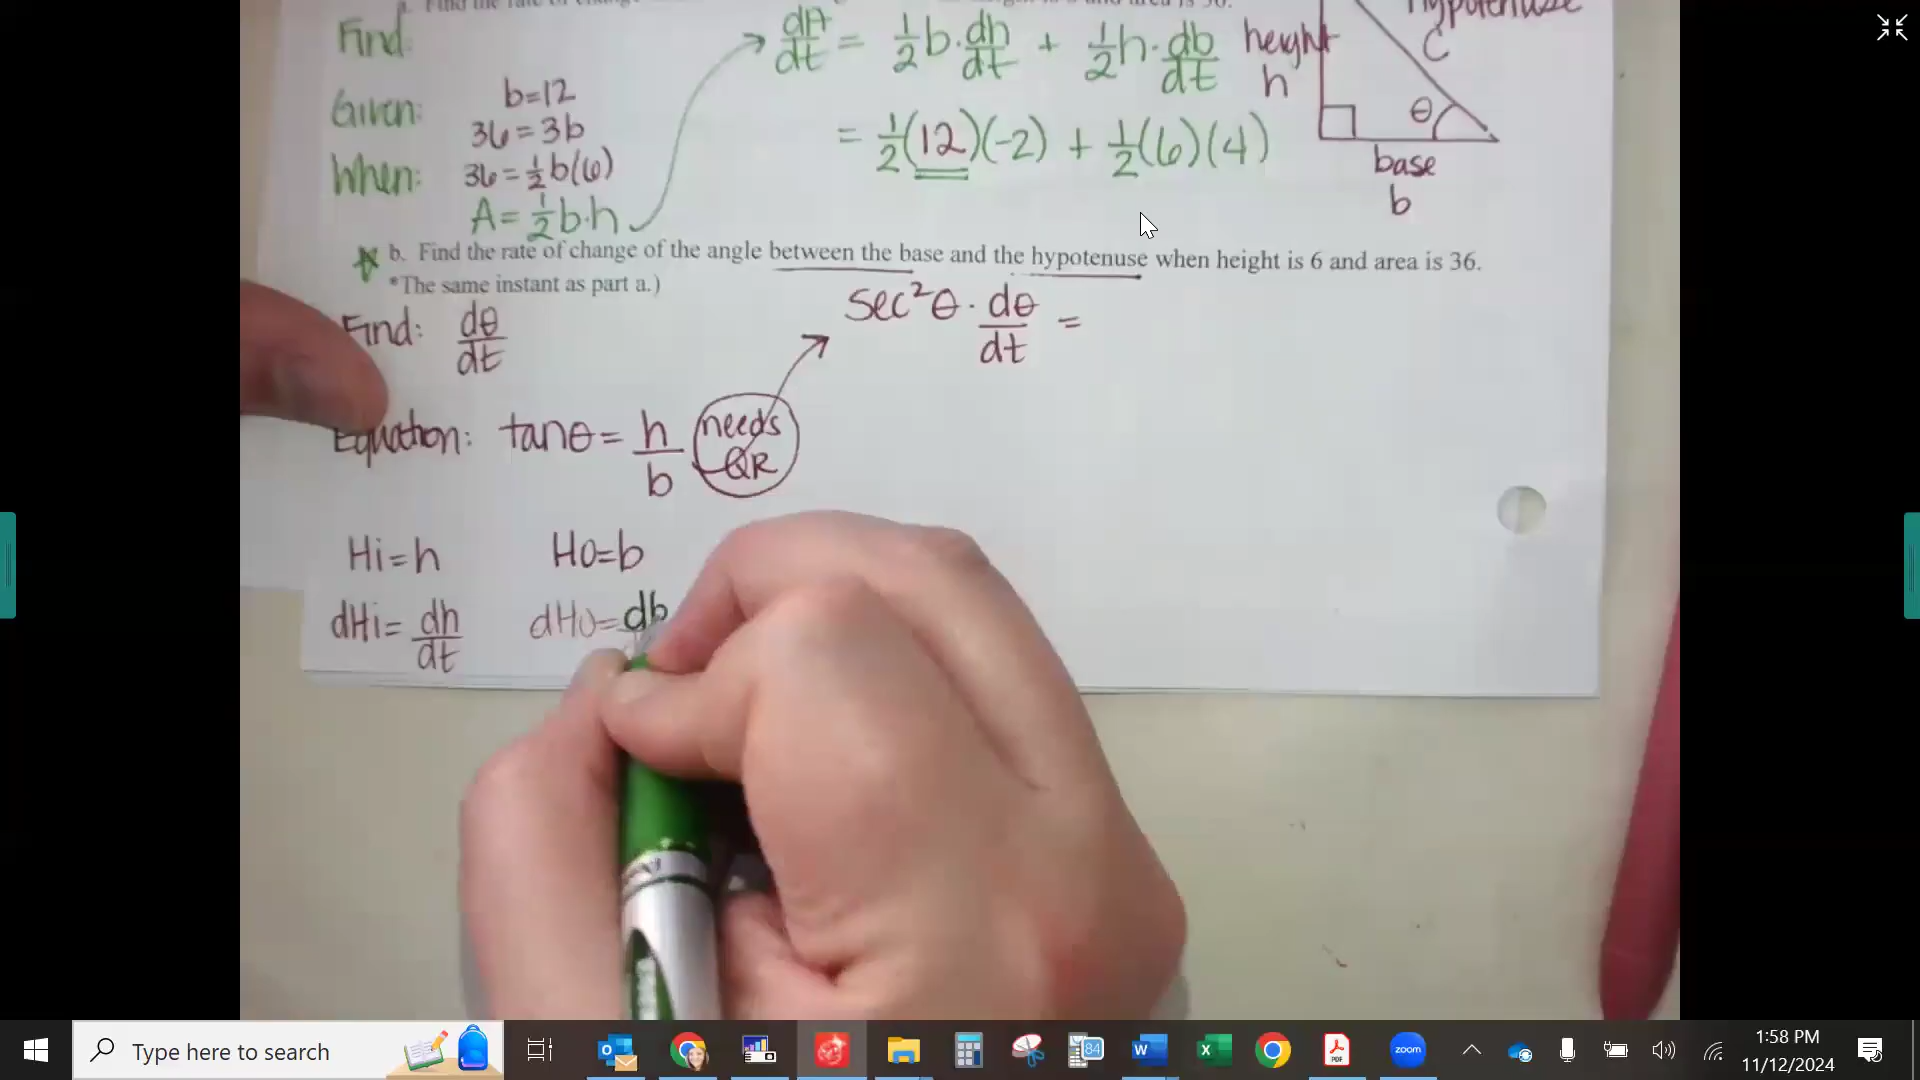 Find
dA/dt = 1/2 b · dh/dt + 1/2 h · db/dt
hypotenuse
C
height
h
Given:
b=12
36=3b
= 1/2(12)(-2) + 1/2(6)(4)
θ
When:
36=1/2b(6)
base
b
A=1/2b·h
b. Find the rate of change of the angle between the base and the hypotenuse when height is 6 and area is 36.
*The same instant as part a.)
Find: dθ/dt
sec²θ · dθ/dt =
Equation: tanθ = h/b
needs
QR
Hi=h
HO=b
dHi= dh/dt
dHO= db
Type here to search
84
zoom
1:58 PM
11/12/2024